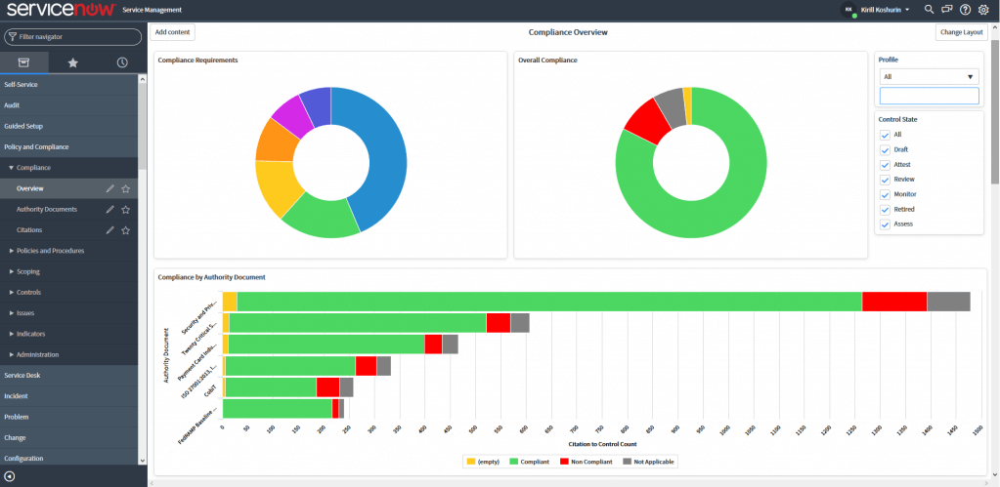 servicenow Service Management
KK Kirill Koshurin
Filter navigator
Self-Service
Audit
Guided Setup
Policy and Compliance
Compliance
Overview
Authority Documents
Citations
Policies and Procedures
Scoping
Controls
Issues
Indicators
Administration
Service Desk
Incident
Problem
Change
Configuration
Add content
Compliance Overview
Change Layout
Compliance Requirements
Overall Compliance
Profile
All
Control State
All
Draft
Attest
Review
Monitor
Retired
Assess
Compliance by Authority Document
Authority Document
Security and Priv...
Twenty Critical S...
Payment Card Indu...
ISO 27001:2013, I...
CobiT
FedRAMP Baseline ...
0 50 100 150 200 250 300 350 400 450 500 550 600 650 700 750 800 850 900 950 1000 1050 1100 1150 1200 1250 1300 1350 1400 1450 1500
Citation to Control Count
(empty) Compliant Non Compliant Not Applicable